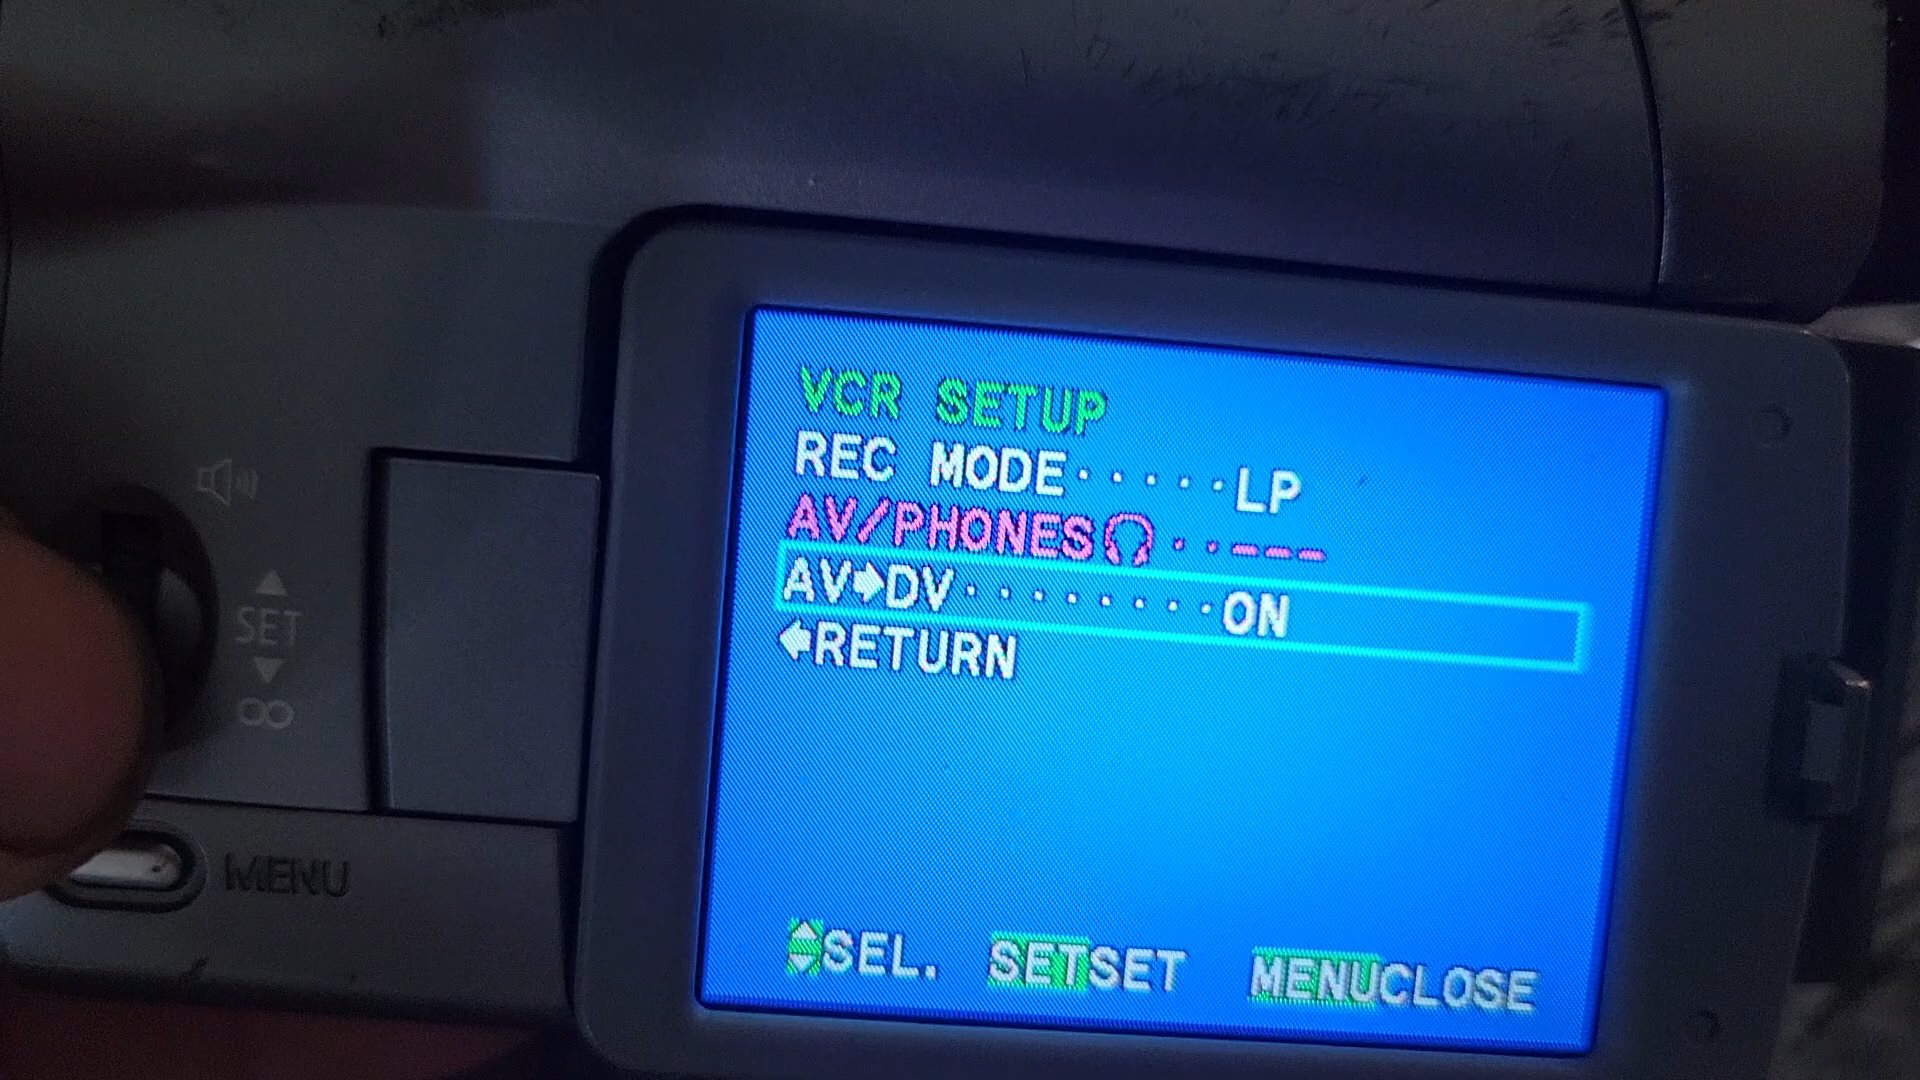 VCR SETUP
REC MODE·····LP
AV/PHONES🎧··---
AV➡DV········ON
⬅RETURN
SEL. SETSET MENUCLOSE
▲
SET
▼
∞
MENU